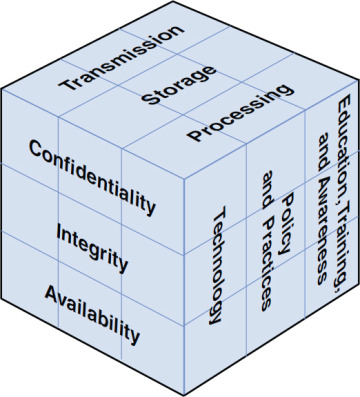 Transmission
Storage
Processing
Confidentiality
Integrity
Availability
Technology
Policy
and Practices
Education, Training,
and Awareness